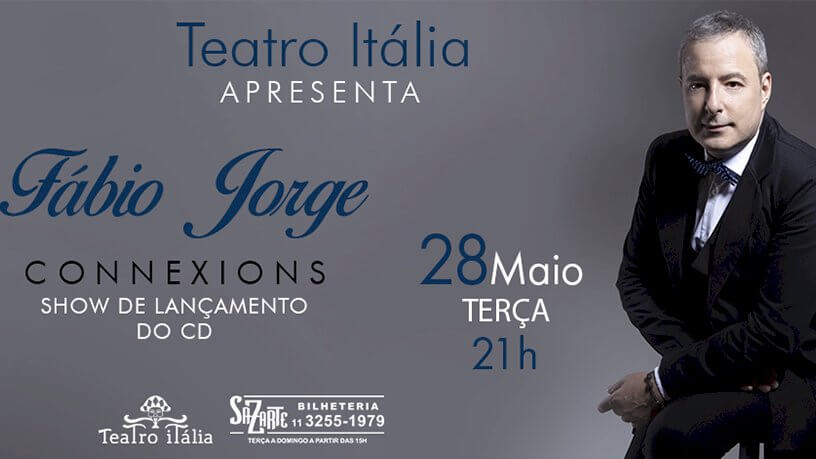 Teatro Itália
APRESENTA
Fábio Jorge
CONNEXIONS
SHOW DE LANÇAMENTO
DO CD
28 Maio
TERÇA
21h
Teatro itália
SAZARTE
BILHETERIA
11 3255-1979
TERÇA A DOMINGO A PARTIR DAS 15H